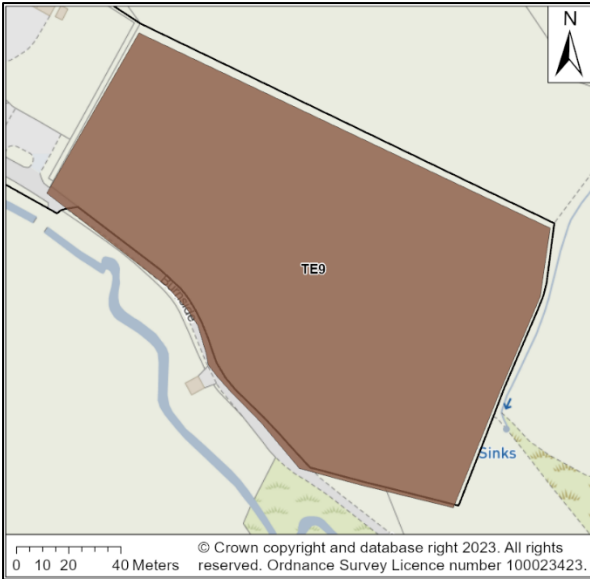 N
TE9
Burnside
Sinks
0 10 20 40 Meters
© Crown copyright and database right 2023. All rights
reserved. Ordnance Survey Licence number 100023423.